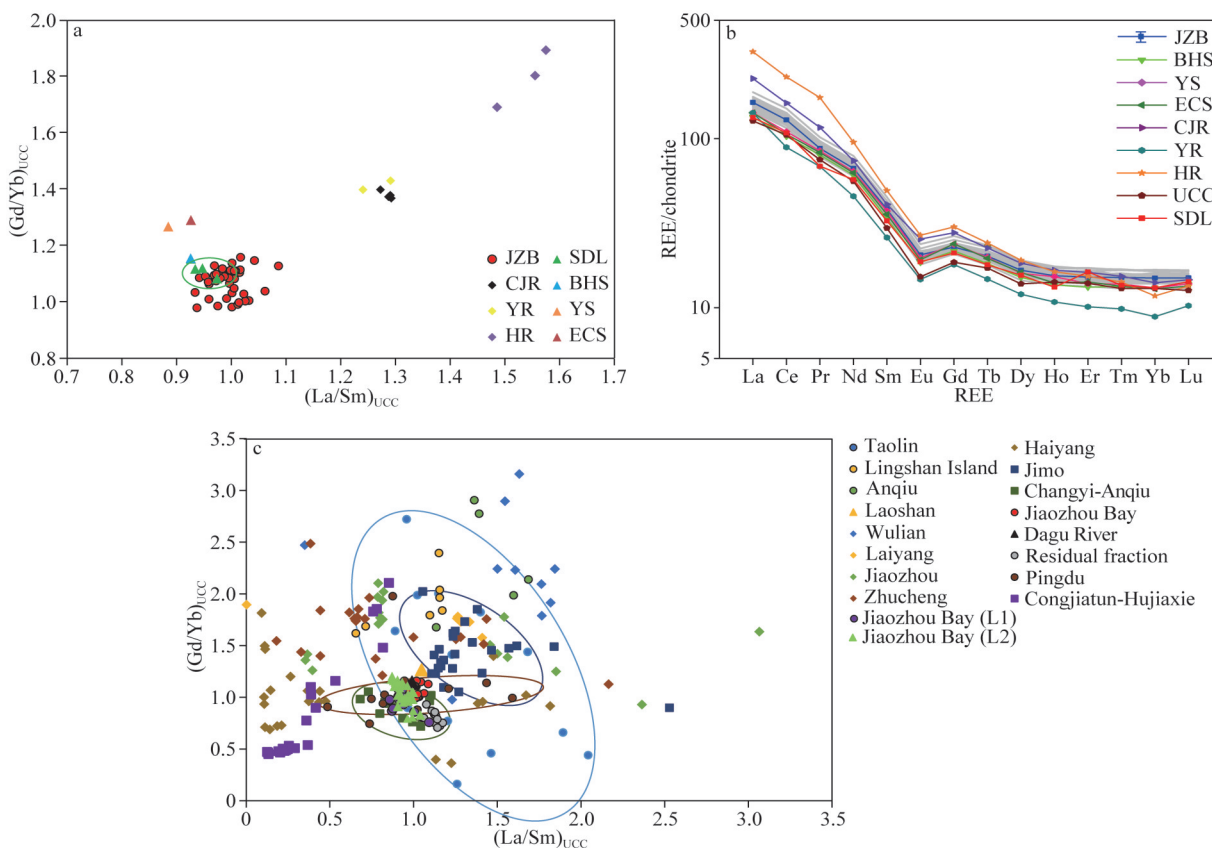 a
2.0
1.8
1.6
1.4
1.2
1.0
0.8
(Gd/Yb)UCC
0.7 0.8 0.9 1.0 1.1 1.2 1.3 1.4 1.5 1.6 1.7
(La/Sm)UCC
JZB SDL
CJR BHS
YR YS
HR ECS
b
500
100
10
5
REE/chondrite
La Ce Pr Nd Sm Eu Gd Tb Dy Ho Er Tm Yb Lu
REE
JZB
BHS
YS
ECS
CJR
YR
HR
UCC
SDL
c
3.5
3.0
2.5
2.0
1.5
1.0
0.5
0
(Gd/Yb)UCC
0 0.5 1.0 1.5 2.0 2.5 3.0 3.5
(La/Sm)UCC
Taolin
Lingshan Island
Anqiu
Laoshan
Wulian
Laiyang
Jiaozhou
Zhucheng
Jiaozhou Bay (L1)
Jiaozhou Bay (L2)
Haiyang
Jimo
Changyi-Anqiu
Jiaozhou Bay
Dagu River
Residual fraction
Pingdu
Congjiatun-Hujiaxie